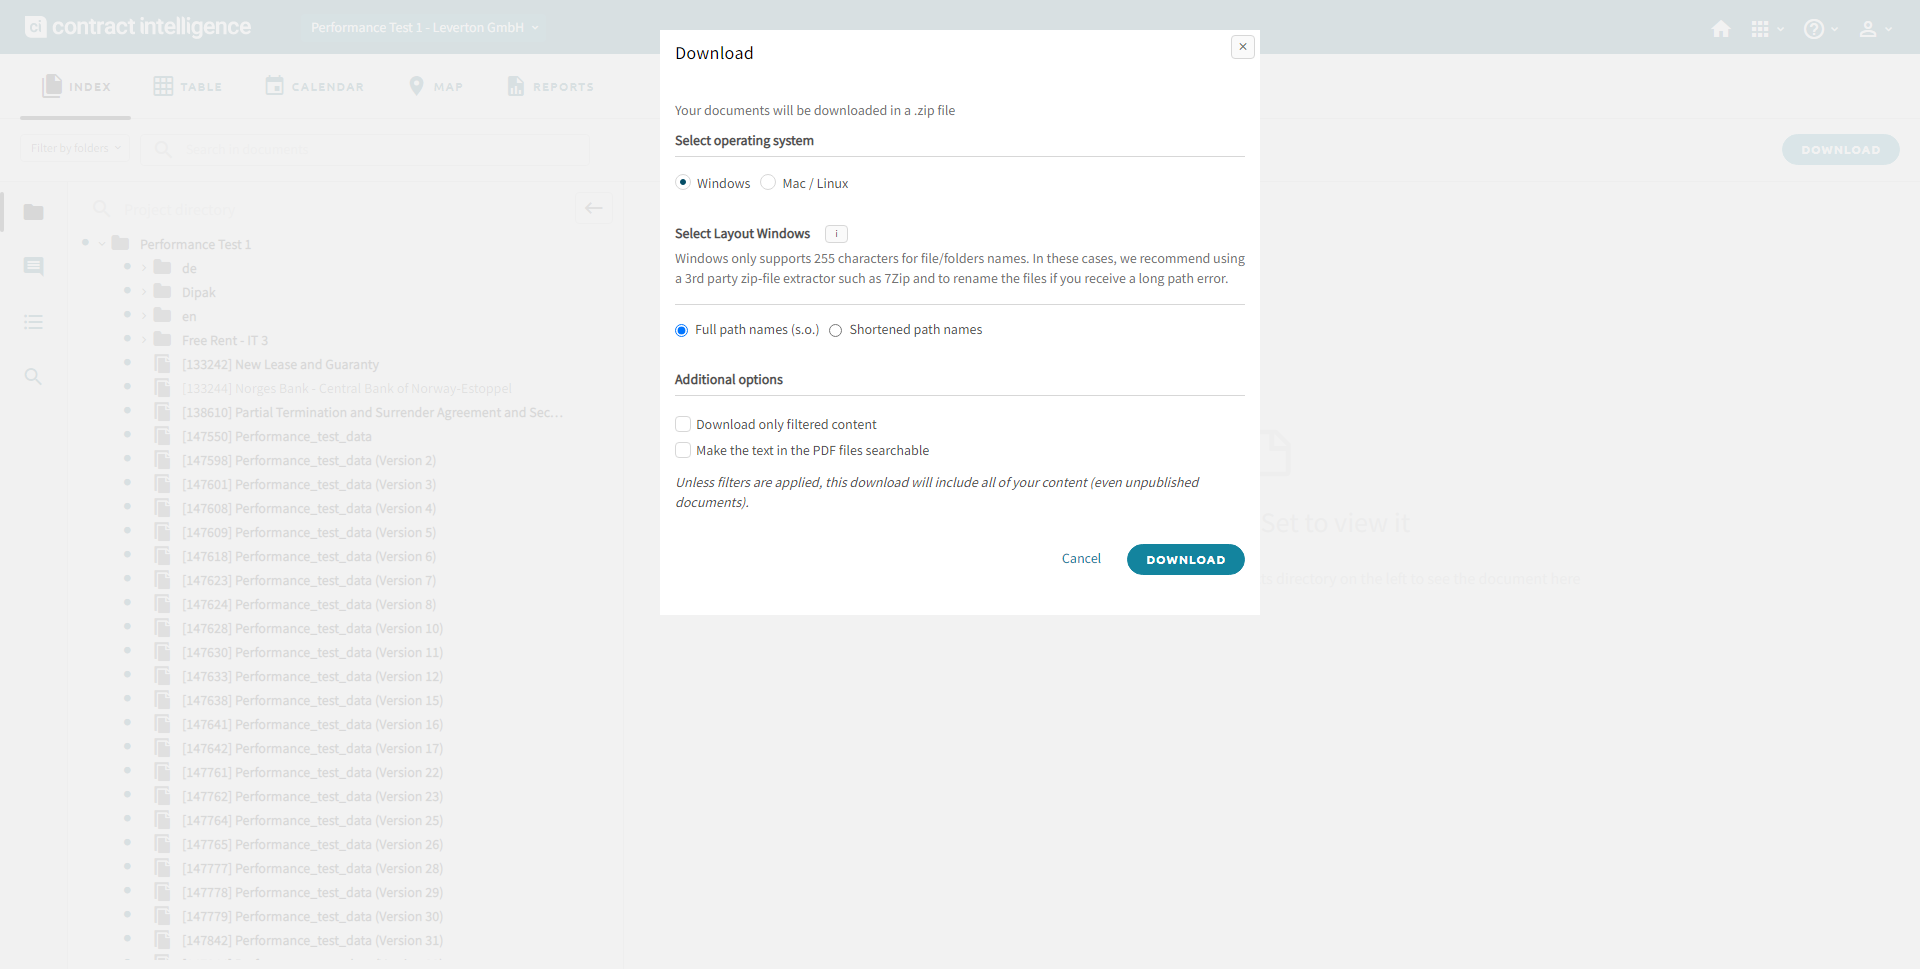 ci contract intelligence
Performance Test 1 - Leverton GmbH
INDEX
TABLE
CALENDAR
MAP
REPORTS
Filter by folders
Search in documents
DOWNLOAD
Project directory
Performance Test 1
de
Dipak
en
Free Rent - IT 3
[133242] New Lease and Guaranty
[133244] Norges Bank - Central Bank of Norway-Estoppel
[138610] Partial Termination and Surrender Agreement and Sec…
[147550] Performance_test_data
[147598] Performance_test_data (Version 2)
[147601] Performance_test_data (Version 3)
[147608] Performance_test_data (Version 4)
[147609] Performance_test_data (Version 5)
[147618] Performance_test_data (Version 6)
[147623] Performance_test_data (Version 7)
[147624] Performance_test_data (Version 8)
[147628] Performance_test_data (Version 10)
[147630] Performance_test_data (Version 11)
[147633] Performance_test_data (Version 12)
[147638] Performance_test_data (Version 15)
[147641] Performance_test_data (Version 16)
[147642] Performance_test_data (Version 17)
[147761] Performance_test_data (Version 22)
[147762] Performance_test_data (Version 23)
[147764] Performance_test_data (Version 25)
[147765] Performance_test_data (Version 26)
[147777] Performance_test_data (Version 28)
[147778] Performance_test_data (Version 29)
[147779] Performance_test_data (Version 30)
[147842] Performance_test_data (Version 31)
Download
Your documents will be downloaded in a .zip file
Select operating system
Windows
Mac / Linux
Select Layout Windows
i
Windows only supports 255 characters for file/folders names. In these cases, we recommend using
a 3rd party zip-file extractor such as 7Zip and to rename the files if you receive a long path error.
Full path names (s.o.)
Shortened path names
Additional options
Download only filtered content
Make the text in the PDF files searchable
Unless filters are applied, this download will include all of your content (even unpublished
documents).
Cancel
DOWNLOAD
Set to view it
directory on the left to see the document here